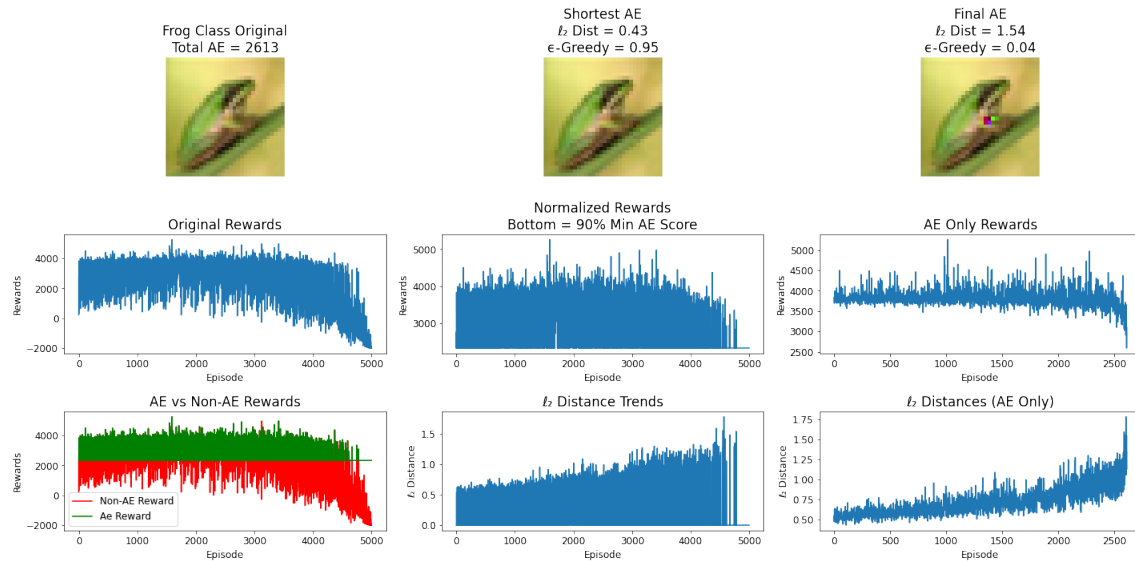 Frog Class Original
Total AE = 2613
Shortest AE
ℓ₂ Dist = 0.43
ϵ-Greedy = 0.95
Final AE
ℓ₂ Dist = 1.54
ϵ-Greedy = 0.04
Original Rewards
Rewards
4000
2000
0
−2000
0 1000 2000 3000 4000 5000
Episode
Normalized Rewards
Bottom = 90% Min AE Score
Rewards
5000
4000
3000
0 1000 2000 3000 4000 5000
Episode
AE Only Rewards
Rewards
5000
4500
4000
3500
3000
2500
0 500 1000 1500 2000 2500
Episode
AE vs Non-AE Rewards
Rewards
4000
2000
0
−2000
Non-AE Reward
Ae Reward
0 1000 2000 3000 4000 5000
Episode
ℓ₂ Distance Trends
ℓ₂ Distance
1.5
1.0
0.5
0.0
0 1000 2000 3000 4000 5000
Episode
ℓ₂ Distances (AE Only)
ℓ₂ Distance
1.75
1.50
1.25
1.00
0.75
0.50
0 500 1000 1500 2000 2500
Episode